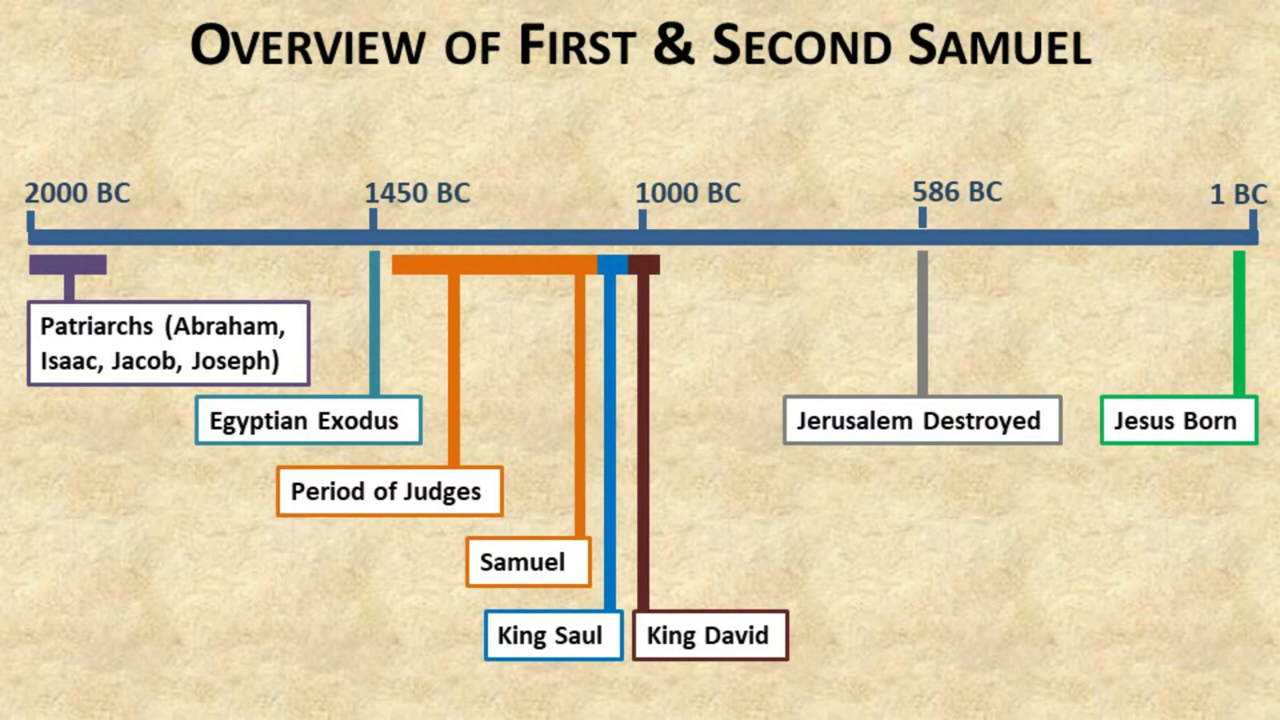 OVERVIEW OF FIRST & SECOND SAMUEL
2000 BC
1450 BC
1000 BC
586 BC
1 BC
Patriarchs (Abraham,
Isaac, Jacob, Joseph)
Egyptian Exodus
Jerusalem Destroyed
Jesus Born
Period of Judges
Samuel
King Saul
King David